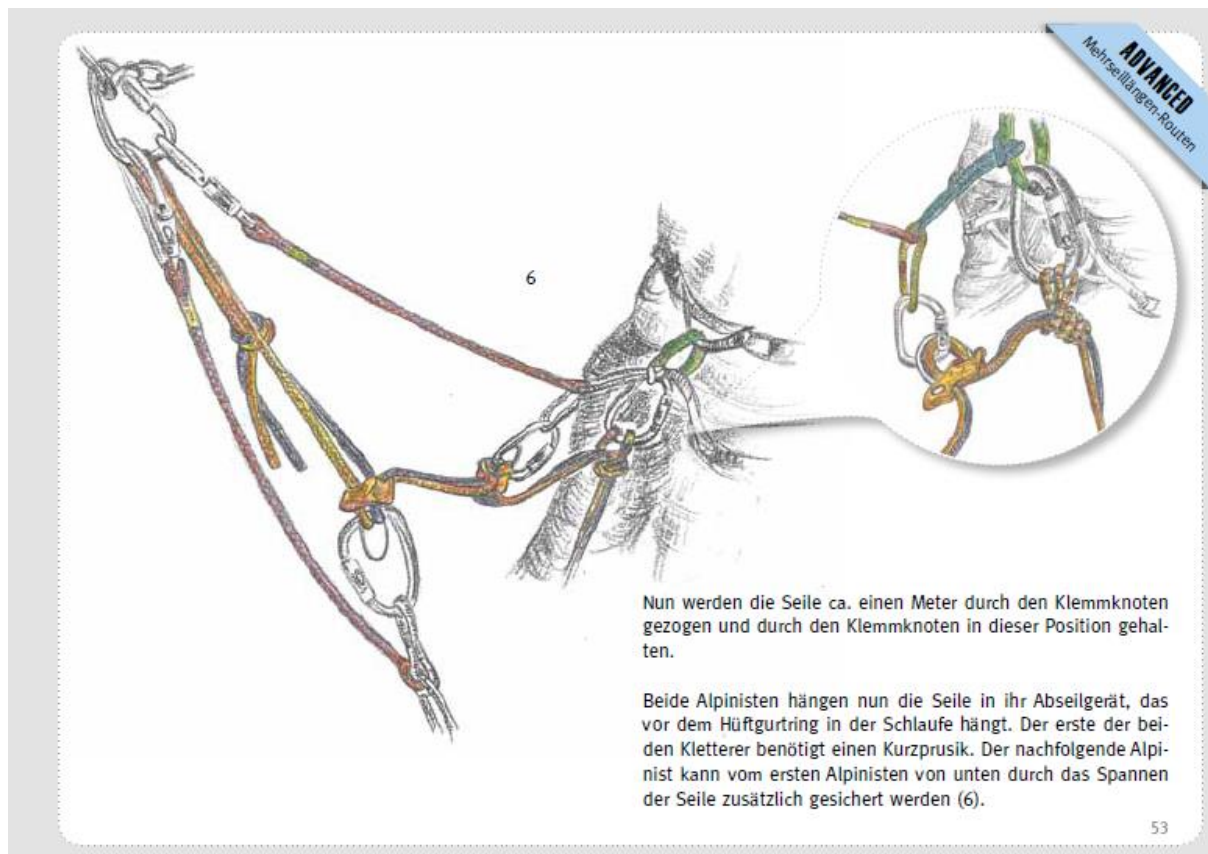 ADVANCED
Mehrseillängen-Routen
6
Nun werden die Seile ca. einen Meter durch den Klemmknoten
gezogen und durch den Klemmknoten in dieser Position gehal-
ten.
Beide Alpinisten hängen nun die Seile in ihr Abseilgerät, das
vor dem Hüftgurtring in der Schlaufe hängt. Der erste der bei-
den Kletterer benötigt einen Kurzprusik. Der nachfolgende Alpi-
nist kann vom ersten Alpinisten von unten durch das Spannen
der Seile zusätzlich gesichert werden (6).
53